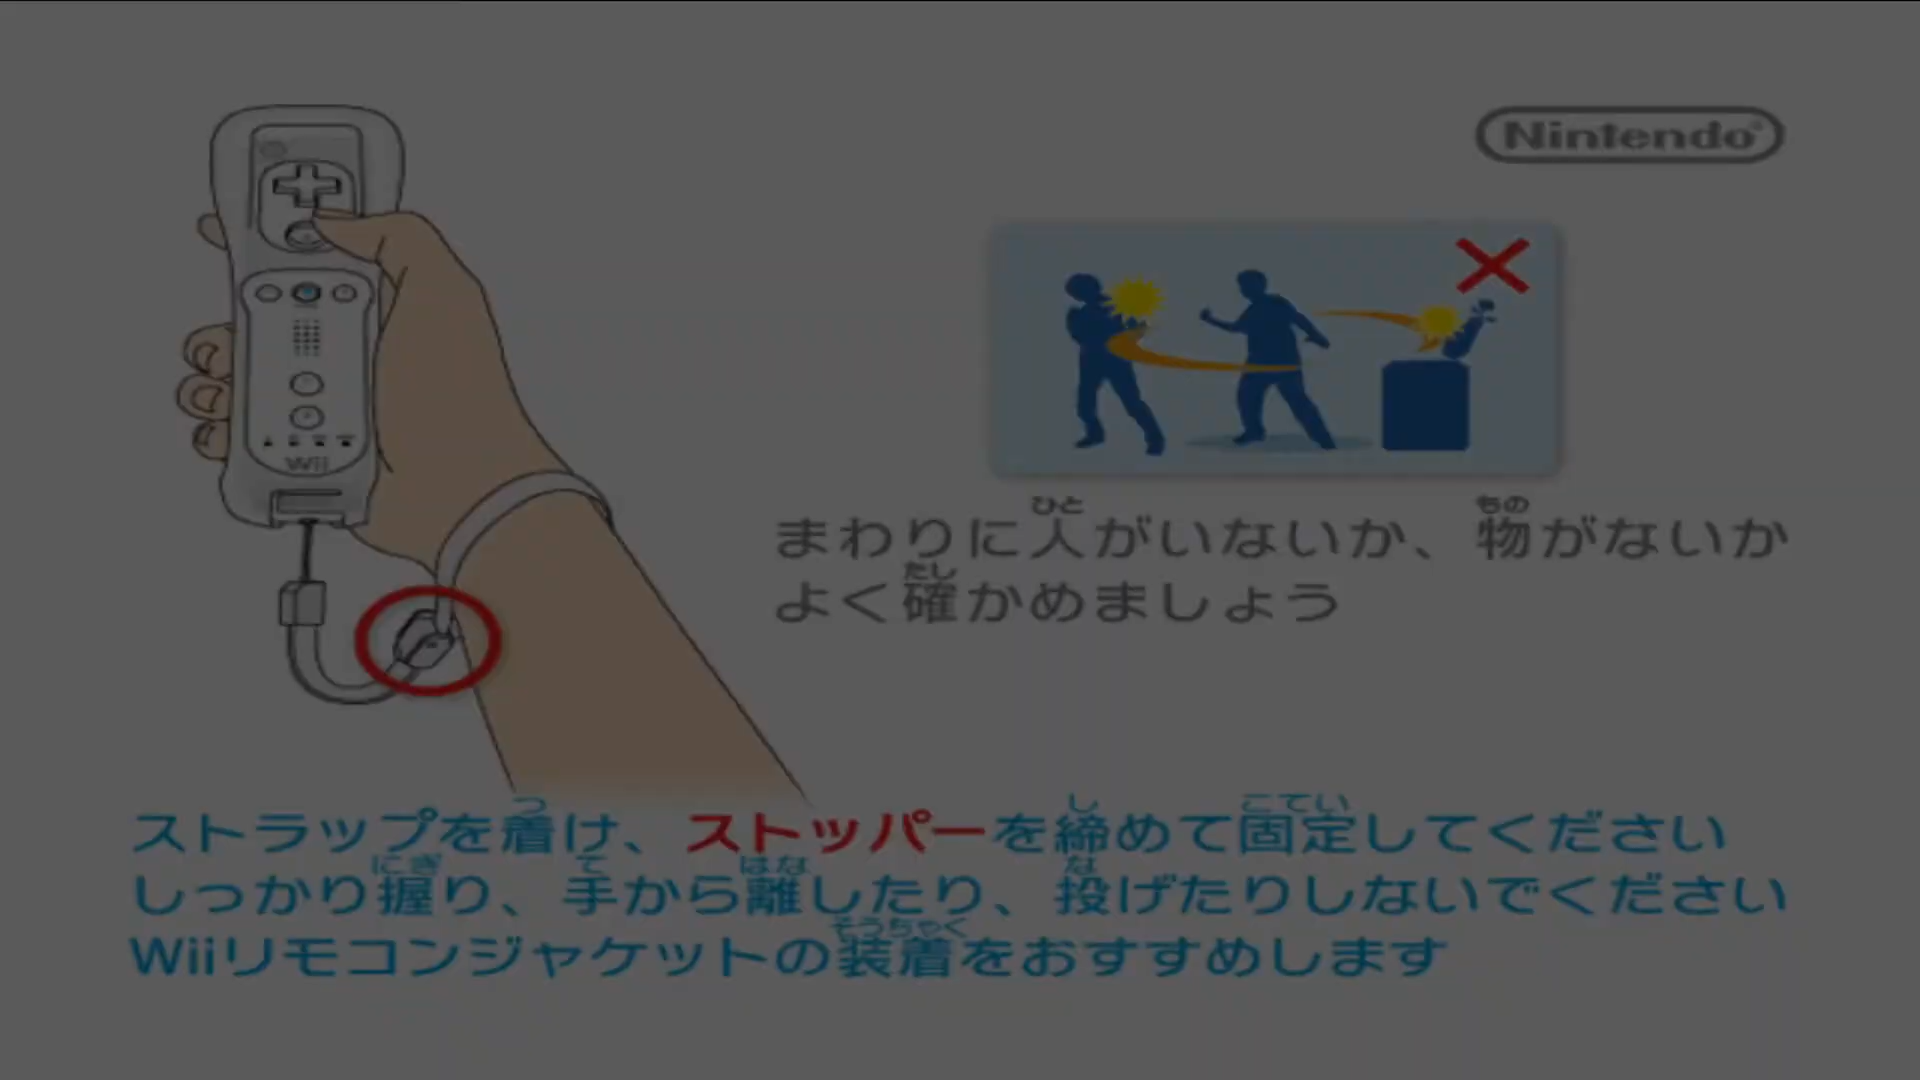 Nintendo
Wii
まわりに人がいないか、物がないか
よく確かめましょう
ストラップを着け、ストッパーを締めて固定してください
しっかり握り、手から離したり、投げたりしないでください
Wiiリモコンジャケットの装着をおすすめします